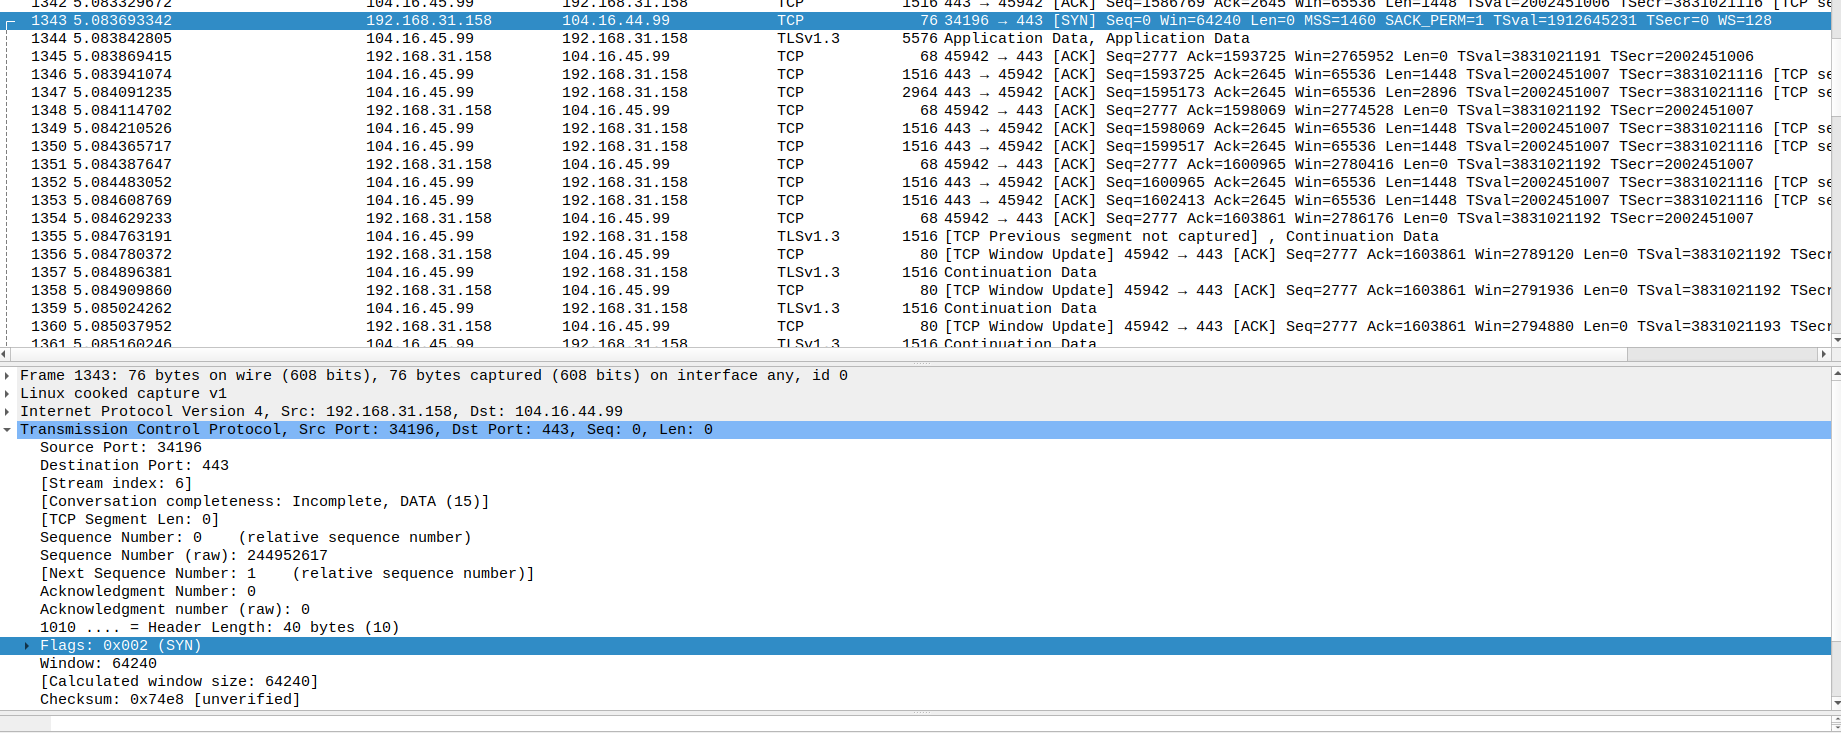 1342 5.083329672 104.16.45.99 192.168.31.158 TCP 1516 443 → 45942 [ACK] Seq=1586769 Ack=2645 Win=65536 Len=1448 TSval=2002451006 TSecr=3831021116 [TCP se
1343 5.083693342 192.168.31.158 104.16.44.99 TCP 76 34196 → 443 [SYN] Seq=0 Win=64240 Len=0 MSS=1460 SACK_PERM=1 TSval=1912645231 TSecr=0 WS=128
1344 5.083842805 104.16.45.99 192.168.31.158 TLSv1.3 5576 Application Data, Application Data
1345 5.083869415 192.168.31.158 104.16.45.99 TCP 68 45942 → 443 [ACK] Seq=2777 Ack=1593725 Win=2765952 Len=0 TSval=3831021191 TSecr=2002451006
1346 5.083941074 104.16.45.99 192.168.31.158 TCP 1516 443 → 45942 [ACK] Seq=1593725 Ack=2645 Win=65536 Len=1448 TSval=2002451007 TSecr=3831021116 [TCP se
1347 5.084091235 104.16.45.99 192.168.31.158 TCP 2964 443 → 45942 [ACK] Seq=1595173 Ack=2645 Win=65536 Len=2896 TSval=2002451007 TSecr=3831021116 [TCP se
1348 5.084114702 192.168.31.158 104.16.45.99 TCP 68 45942 → 443 [ACK] Seq=2777 Ack=1598069 Win=2774528 Len=0 TSval=3831021192 TSecr=2002451007
1349 5.084210526 104.16.45.99 192.168.31.158 TCP 1516 443 → 45942 [ACK] Seq=1598069 Ack=2645 Win=65536 Len=1448 TSval=2002451007 TSecr=3831021116 [TCP se
1350 5.084365717 104.16.45.99 192.168.31.158 TCP 1516 443 → 45942 [ACK] Seq=1599517 Ack=2645 Win=65536 Len=1448 TSval=2002451007 TSecr=3831021116 [TCP se
1351 5.084387647 192.168.31.158 104.16.45.99 TCP 68 45942 → 443 [ACK] Seq=2777 Ack=1600965 Win=2780416 Len=0 TSval=3831021192 TSecr=2002451007
1352 5.084483052 104.16.45.99 192.168.31.158 TCP 1516 443 → 45942 [ACK] Seq=1600965 Ack=2645 Win=65536 Len=1448 TSval=2002451007 TSecr=3831021116 [TCP se
1353 5.084608769 104.16.45.99 192.168.31.158 TCP 1516 443 → 45942 [ACK] Seq=1602413 Ack=2645 Win=65536 Len=1448 TSval=2002451007 TSecr=3831021116 [TCP se
1354 5.084629233 192.168.31.158 104.16.45.99 TCP 68 45942 → 443 [ACK] Seq=2777 Ack=1603861 Win=2786176 Len=0 TSval=3831021192 TSecr=2002451007
1355 5.084763191 104.16.45.99 192.168.31.158 TLSv1.3 1516 [TCP Previous segment not captured] , Continuation Data
1356 5.084780372 192.168.31.158 104.16.45.99 TCP 80 [TCP Window Update] 45942 → 443 [ACK] Seq=2777 Ack=1603861 Win=2789120 Len=0 TSval=3831021192 TSecr
1357 5.084896381 104.16.45.99 192.168.31.158 TLSv1.3 1516 Continuation Data
1358 5.084909860 192.168.31.158 104.16.45.99 TCP 80 [TCP Window Update] 45942 → 443 [ACK] Seq=2777 Ack=1603861 Win=2791936 Len=0 TSval=3831021192 TSecr
1359 5.085024262 104.16.45.99 192.168.31.158 TLSv1.3 1516 Continuation Data
1360 5.085037952 192.168.31.158 104.16.45.99 TCP 80 [TCP Window Update] 45942 → 443 [ACK] Seq=2777 Ack=1603861 Win=2794880 Len=0 TSval=3831021193 TSecr
1361 5.085160246 104.16.45.99 192.168.31.158 TLSv1.3 1516 Continuation Data
Frame 1343: 76 bytes on wire (608 bits), 76 bytes captured (608 bits) on interface any, id 0
Linux cooked capture v1
Internet Protocol Version 4, Src: 192.168.31.158, Dst: 104.16.44.99
Transmission Control Protocol, Src Port: 34196, Dst Port: 443, Seq: 0, Len: 0
Source Port: 34196
Destination Port: 443
[Stream index: 6]
[Conversation completeness: Incomplete, DATA (15)]
[TCP Segment Len: 0]
Sequence Number: 0 (relative sequence number)
Sequence Number (raw): 244952617
[Next Sequence Number: 1 (relative sequence number)]
Acknowledgment Number: 0
Acknowledgment number (raw): 0
1010 .... = Header Length: 40 bytes (10)
Flags: 0x002 (SYN)
Window: 64240
[Calculated window size: 64240]
Checksum: 0x74e8 [unverified]